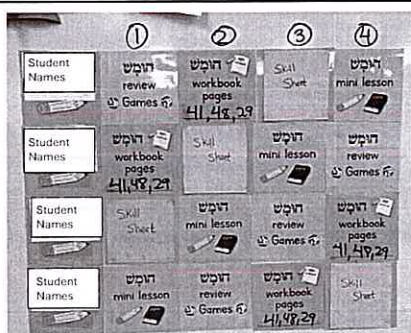 ① ② ③ ④
Student
Names
חומש
review
Games
חומש
workbook
pages
41,48,29
Skill
Sheet
חומש
mini lesson
Student
Names
חומש
workbook
pages
41,48,29
Skill
Sheet
חומש
mini lesson
חומש
review
Games
Student
Names
Skill
Sheet
חומש
mini lesson
חומש
review
Games
חומש
workbook
pages
41,48,29
Student
Names
חומש
mini lesson
חומש
review
Games
חומש
workbook
pages
41,48,29
Skill
Sheet